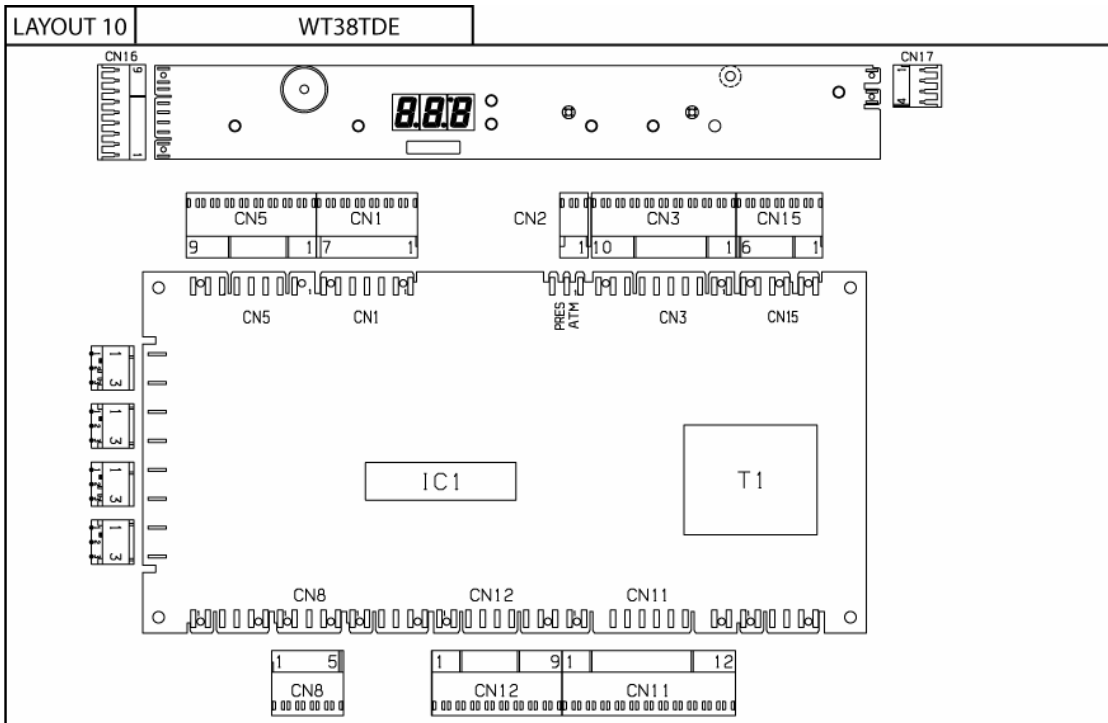 LAYOUT 10 WT38TDE
CN16 CN17
9 1
8.8.8
1 4
CN5 CN1 CN2 CN3 CN15
9 1 7 1 1 10 1 6 1
PRES
ATM
CN5 CN1 CN3 CN15
1 3
1 3
1 3
1 3
IC1 T1
CN8 CN12 CN11
1 5 1 9 1 12
CN8 CN12 CN11